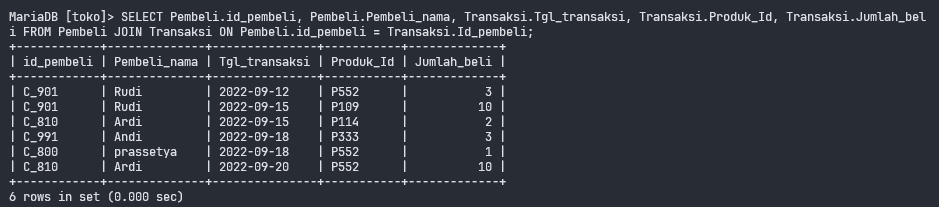 MariaDB [toko]> SELECT Pembeli.id_pembeli, Pembeli.Pembeli_nama, Transaksi.Tgl_transaksi, Transaksi.Produk_Id, Transaksi.Jumlah_bel
i FROM Pembeli JOIN Transaksi ON Pembeli.id_pembeli = Transaksi.Id_pembeli;
+------------+--------------+---------------+-----------+-------------+
| id_pembeli | Pembeli_nama | Tgl_transaksi | Produk_Id | Jumlah_beli |
+------------+--------------+---------------+-----------+-------------+
| C_901      | Rudi         | 2022-09-12    | P552      |           3 |
| C_901      | Rudi         | 2022-09-15    | P109      |          10 |
| C_810      | Ardi         | 2022-09-15    | P114      |           2 |
| C_991      | Andi         | 2022-09-18    | P333      |           3 |
| C_800      | prassetya    | 2022-09-18    | P552      |           1 |
| C_810      | Ardi         | 2022-09-20    | P552      |          10 |
+------------+--------------+---------------+-----------+-------------+
6 rows in set (0.000 sec)